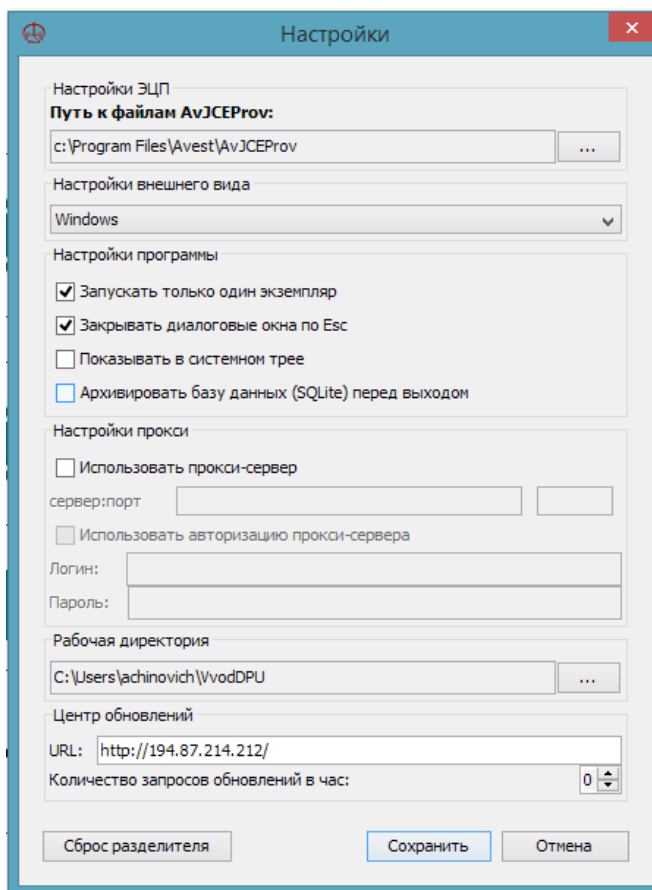 Настройки
Настройки ЭЦП
Путь к файлам AvJCEProv:
c:\Program Files\Avest\AvJCEProv
...
Настройки внешнего вида
Windows
Настройки программы
Запускать только один экземпляр
Закрывать диалоговые окна по Esc
Показывать в системном трее
Архивировать базу данных (SQLite) перед выходом
Настройки прокси
Использовать прокси-сервер
сервер:порт
Использовать авторизацию прокси-сервера
Логин:
Пароль:
Рабочая директория
C:\Users\achinovich\VvodDPU
...
Центр обновлений
URL: http://194.87.214.212/
Количество запросов обновлений в час: 0
Сброс разделителя Сохранить Отмена